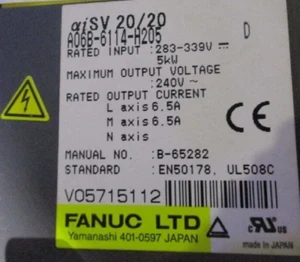 αiSV 20/20
A06B-6114-H205 D
RATED INPUT : 283-339V ⎓
5kW
MAXIMUM OUTPUT VOLTAGE
: 240V ~
RATED OUTPUT CURRENT
L axis 6.5A
M axis 6.5A
N axis
MANUAL NO. : B-65282
STANDARD : EN50178, UL508C
CE
V05715112
FANUC LTD
Yamanashi 401-0597 JAPAN
c RU US
made in JAPAN